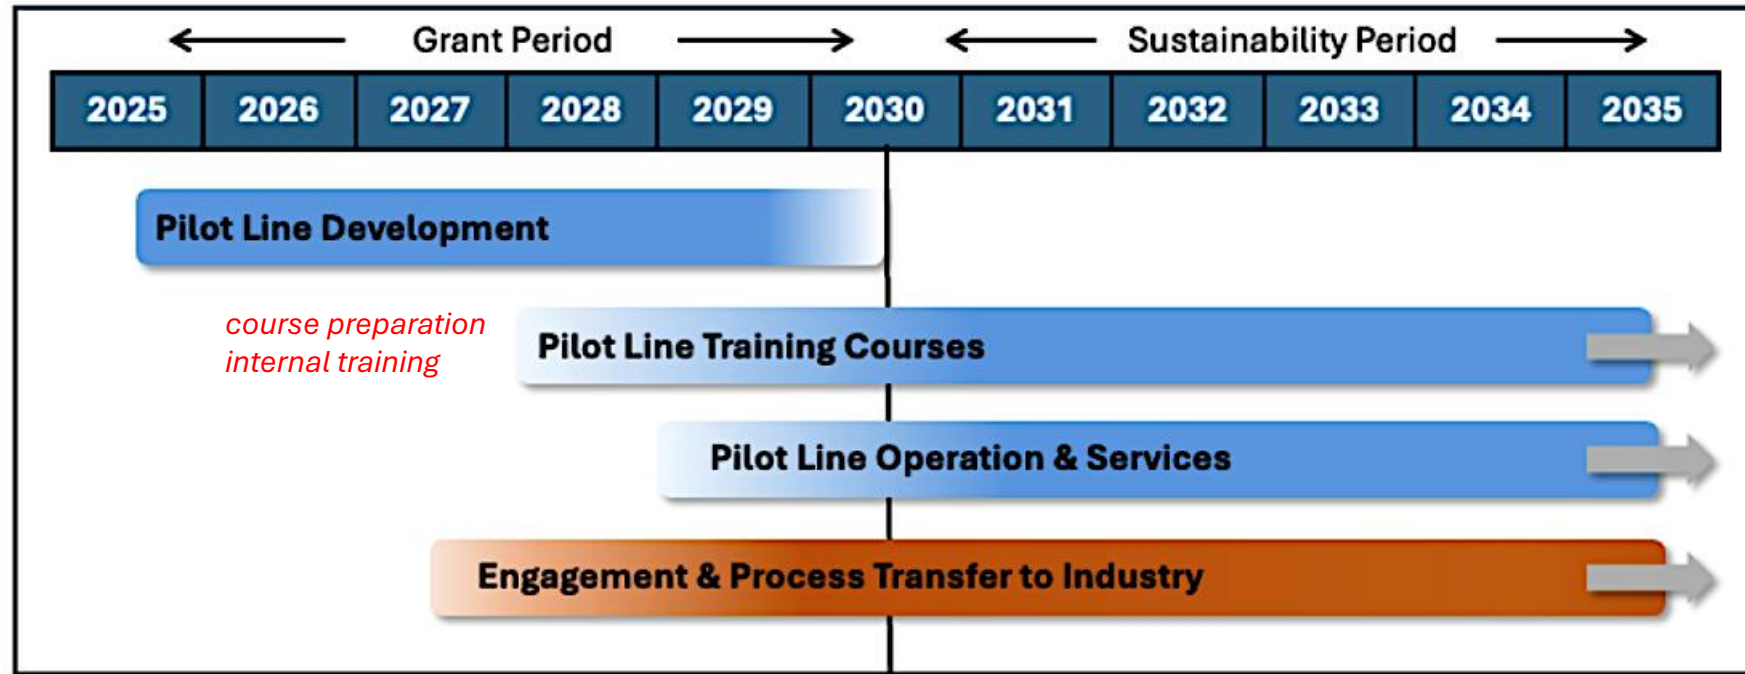 Grant Period Sustainability Period
2025 2026 2027 2028 2029 2030 2031 2032 2033 2034 2035
Pilot Line Development
course preparation
internal training
Pilot Line Training Courses
Pilot Line Operation & Services
Engagement & Process Transfer to Industry